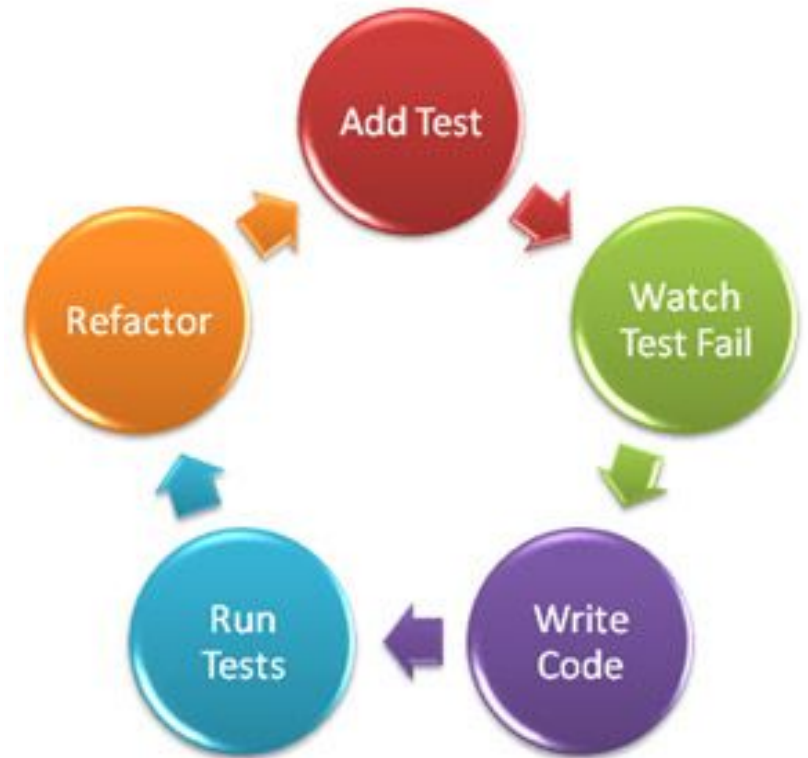 Add Test
Watch
Test Fail
Write
Code
Run
Tests
Refactor